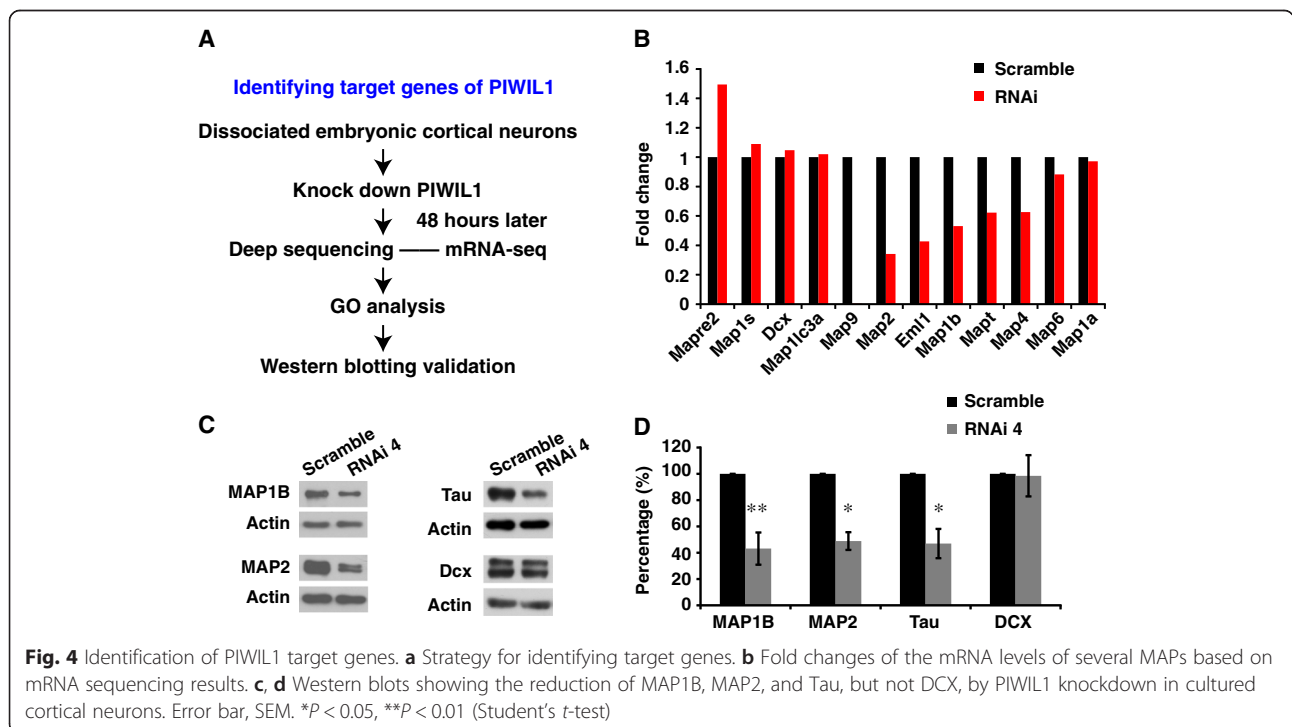 A
Identifying target genes of PIWIL1
Dissociated embryonic cortical neurons
Knock down PIWIL1
48 hours later
Deep sequencing —— mRNA-seq
GO analysis
Western blotting validation
B
Scramble
RNAi
Fold change
1.6
1.4
1.2
1
0.8
0.6
0.4
0.2
0
Mapre2
Map1s
Dcx
Map1lc3a
Map9
Map2
Eml1
Map1b
Mapt
Map4
Map6
Map1a
C
Scramble
RNAi 4
MAP1B
Actin
MAP2
Actin
Scramble
RNAi 4
Tau
Actin
Dcx
Actin
D
Scramble
RNAi 4
Percentage (%)
120
100
80
60
40
20
0
**
*
*
MAP1B
MAP2
Tau
DCX
Fig. 4 Identification of PIWIL1 target genes. a Strategy for identifying target genes. b Fold changes of the mRNA levels of several MAPs based on
mRNA sequencing results. c, d Western blots showing the reduction of MAP1B, MAP2, and Tau, but not DCX, by PIWIL1 knockdown in cultured
cortical neurons. Error bar, SEM. *P < 0.05, **P < 0.01 (Student's t-test)